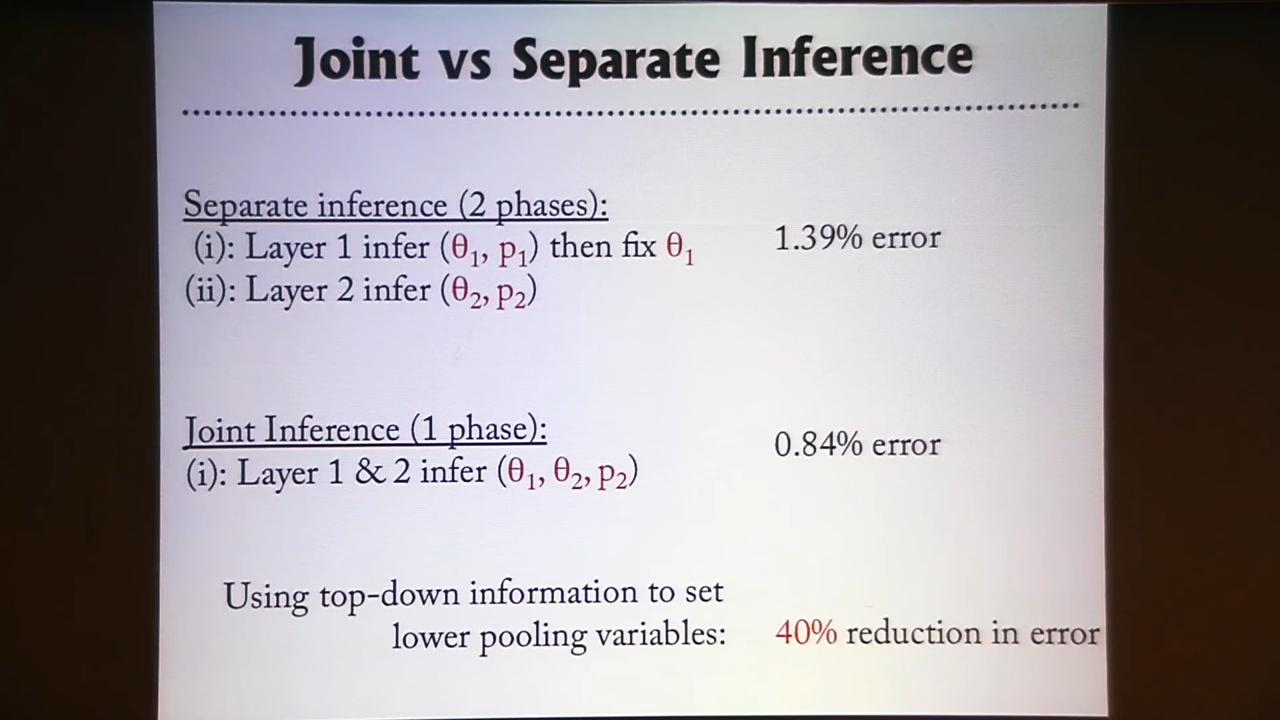 Joint vs Separate Inference
Separate inference (2 phases):
(i): Layer 1 infer (θ₁, p₁) then fix θ₁
1.39% error
(ii): Layer 2 infer (θ₂, p₂)
Joint Inference (1 phase):
0.84% error
(i): Layer 1 & 2 infer (θ₁, θ₂, p₂)
Using top-down information to set
lower pooling variables:
40% reduction in error